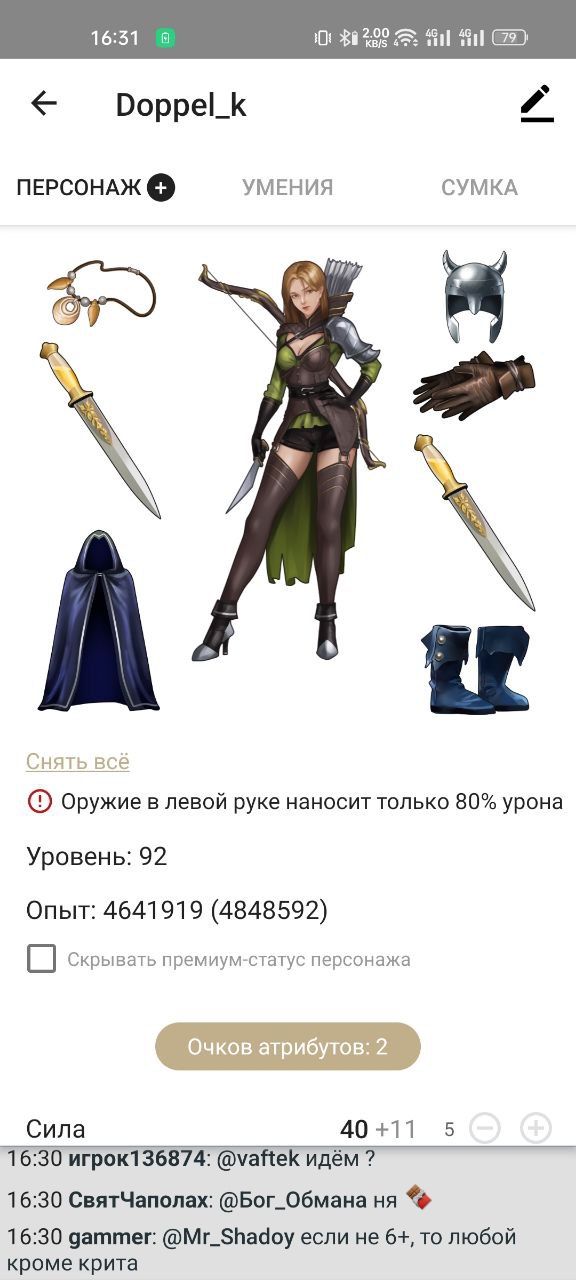 16:31 2.00 KB/S 4G 4G 79
Doppel_k
ПЕРСОНАЖ + УМЕНИЯ СУМКА
Снять всё
Оружие в левой руке наносит только 80% урона
Уровень: 92
Опыт: 4641919 (4848592)
Скрывать премиум-статус персонажа
Очков атрибутов: 2
Сила 40 +11 5
16:30 игрок136874: @vaftek идём ?
16:30 СвятЧаполах: @Бог_Обмана ня 🍫
16:30 gammer: @Mr_Shadoy если не 6+, то любой
кроме крита